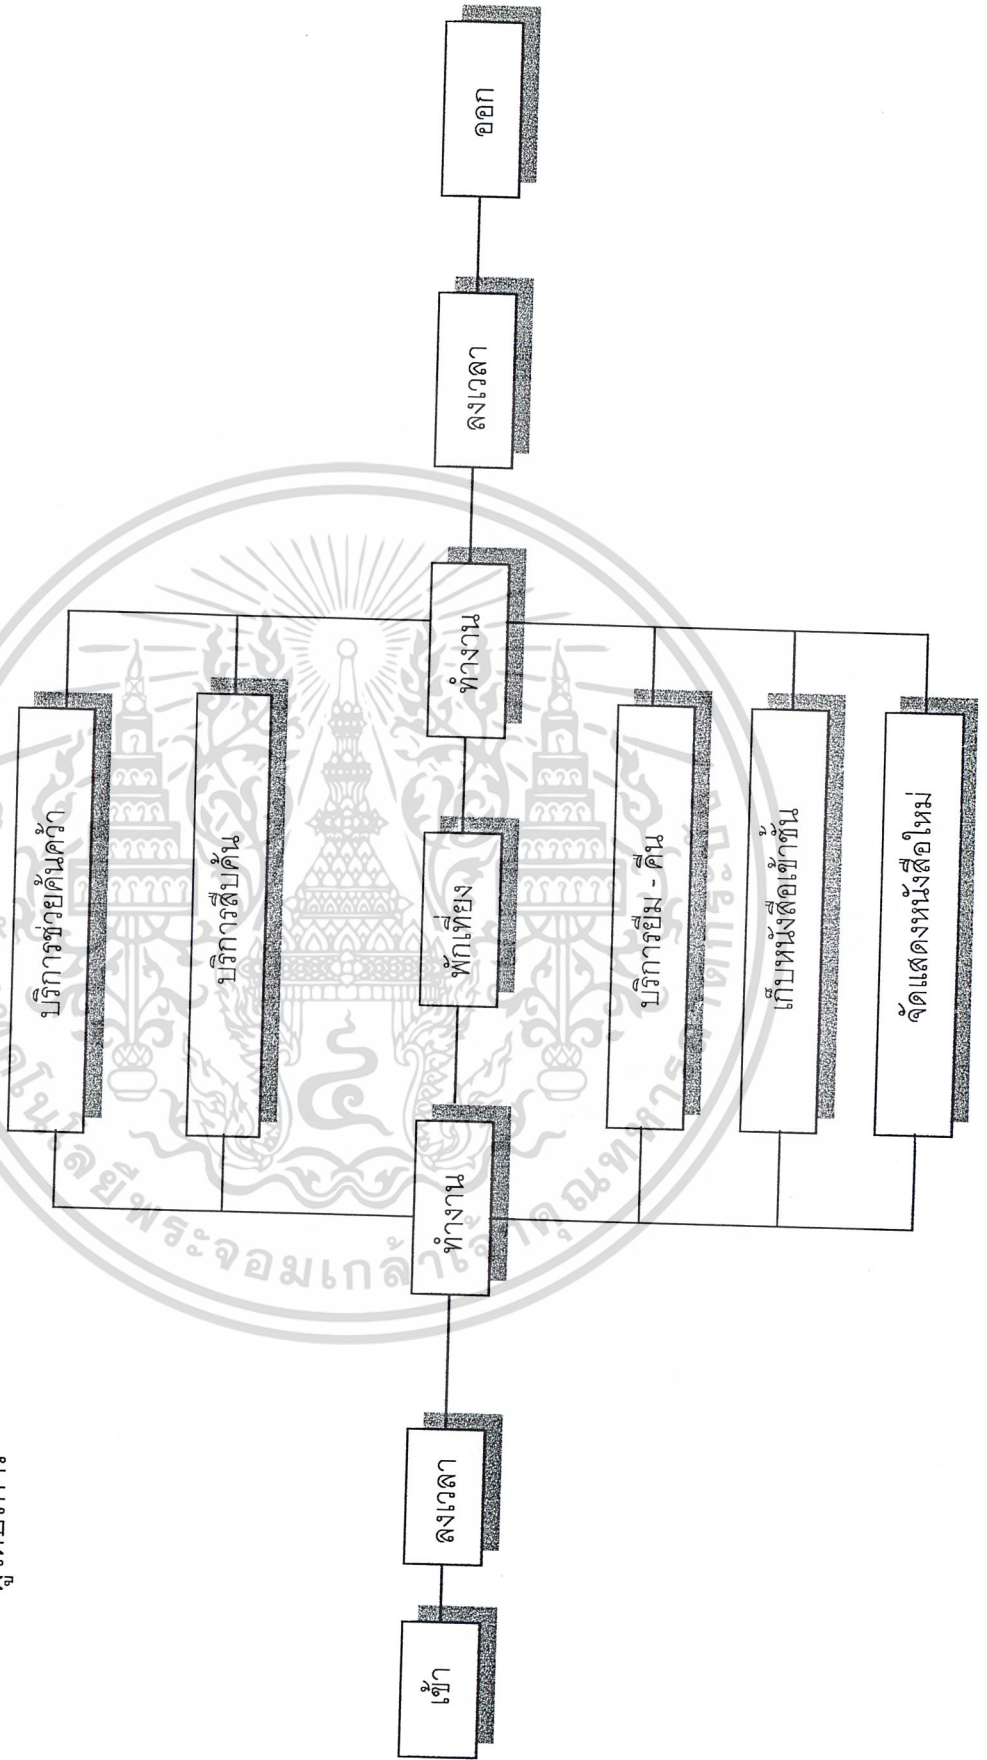 เข้า
ลงเวลา
ทำงาน
บริการช่วยค้นคว้า
บริการสืบค้น
พักเที่ยง
บริการยืม - คืน
เก็บหนังสือเข้าชั้น
จัดแสดงหนังสือใหม่
ทำงาน
ลงเวลา
ออก